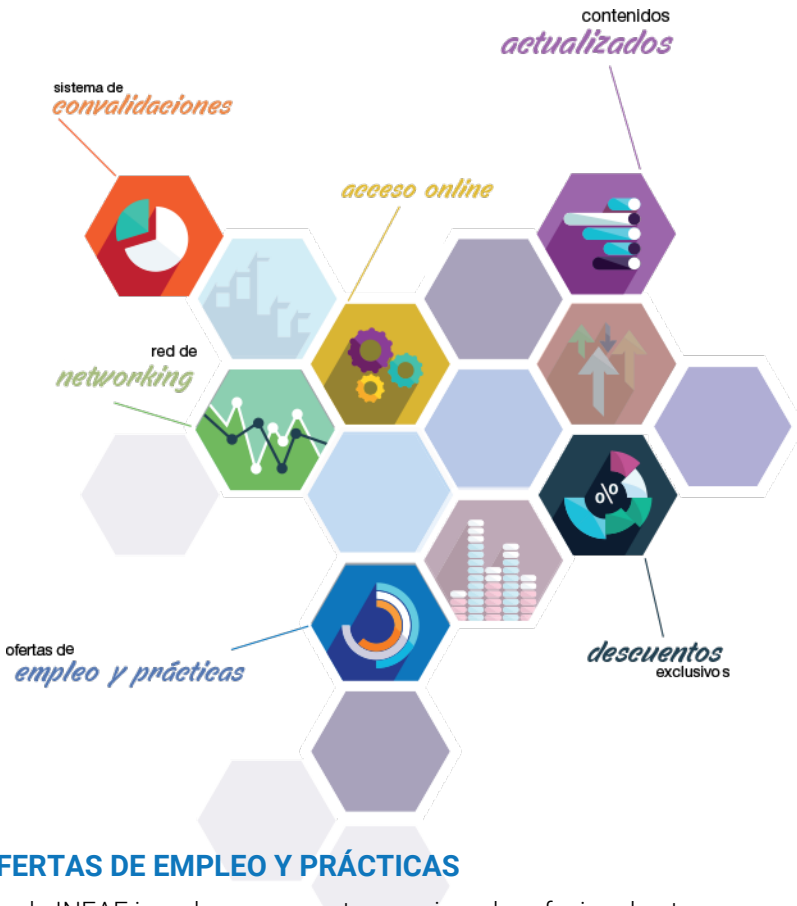 contenidos
actualizados
sistema de
convalidaciones
acceso online
red de
networking
ofertas de
empleo y prácticas
descuentos
exclusivos
%
FERTAS DE EMPLEO Y PRÁCTICAS